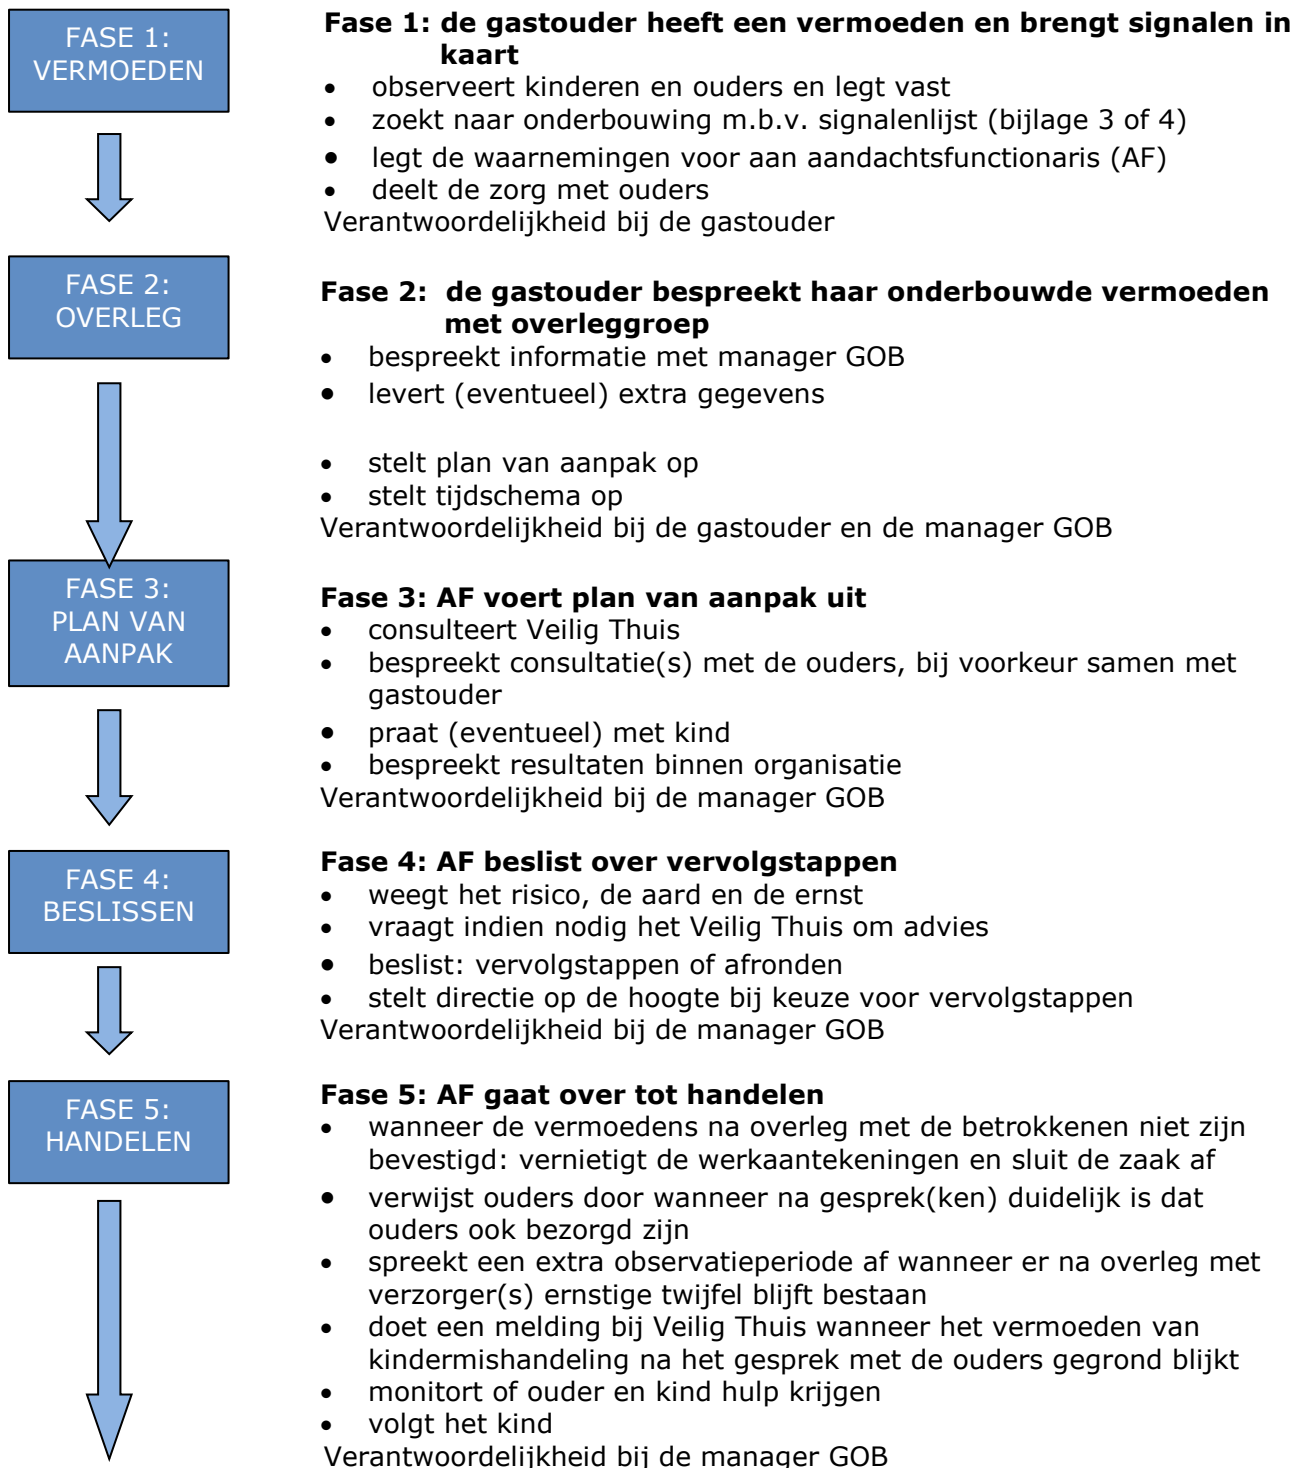 FASE 1:
VERMOEDEN
Fase 1: de gastouder heeft een vermoeden en brengt signalen in
kaart
• observeert kinderen en ouders en legt vast
• zoekt naar onderbouwing m.b.v. signalenlijst (bijlage 3 of 4)
• legt de waarnemingen voor aan aandachtsfunctionaris (AF)
• deelt de zorg met ouders
Verantwoordelijkheid bij de gastouder
FASE 2:
OVERLEG
Fase 2: de gastouder bespreekt haar onderbouwde vermoeden
met overleggroep
• bespreekt informatie met manager GOB
• levert (eventueel) extra gegevens
• stelt plan van aanpak op
• stelt tijdschema op
Verantwoordelijkheid bij de gastouder en de manager GOB
FASE 3:
PLAN VAN
AANPAK
Fase 3: AF voert plan van aanpak uit
• consulteert Veilig Thuis
• bespreekt consultatie(s) met de ouders, bij voorkeur samen met
gastouder
• praat (eventueel) met kind
• bespreekt resultaten binnen organisatie
Verantwoordelijkheid bij de manager GOB
FASE 4:
BESLISSEN
Fase 4: AF beslist over vervolgstappen
• weegt het risico, de aard en de ernst
• vraagt indien nodig het Veilig Thuis om advies
• beslist: vervolgstappen of afronden
• stelt directie op de hoogte bij keuze voor vervolgstappen
Verantwoordelijkheid bij de manager GOB
FASE 5:
HANDELEN
Fase 5: AF gaat over tot handelen
• wanneer de vermoedens na overleg met de betrokkenen niet zijn
bevestigd: vernietigt de werkaantekeningen en sluit de zaak af
• verwijst ouders door wanneer na gesprek(ken) duidelijk is dat
ouders ook bezorgd zijn
• spreekt een extra observatieperiode af wanneer er na overleg met
verzorger(s) ernstige twijfel blijft bestaan
• doet een melding bij Veilig Thuis wanneer het vermoeden van
kindermishandeling na het gesprek met de ouders gegrond blijkt
• monitort of ouder en kind hulp krijgen
• volgt het kind
Verantwoordelijkheid bij de manager GOB